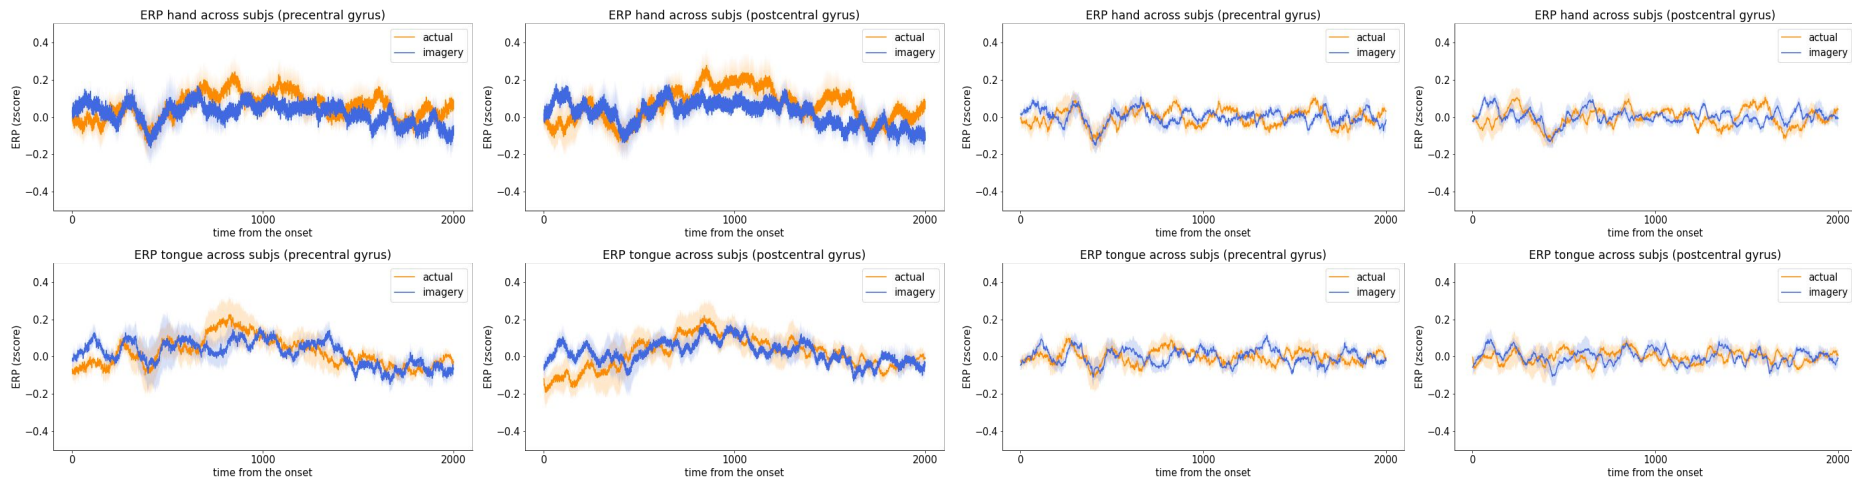 ERP hand across subjs (precentral gyrus)
ERP (zscore)
0.4
0.2
0.0
−0.2
−0.4
actual
imagery
0
1000
2000
time from the onset
ERP hand across subjs (postcentral gyrus)
ERP (zscore)
0.4
0.2
0.0
−0.2
−0.4
actual
imagery
0
1000
2000
time from the onset
ERP hand across subjs (precentral gyrus)
ERP (zscore)
0.4
0.2
0.0
−0.2
−0.4
actual
imagery
0
1000
2000
time from the onset
ERP hand across subjs (postcentral gyrus)
ERP (zscore)
0.4
0.2
0.0
−0.2
−0.4
actual
imagery
0
1000
2000
time from the onset
ERP tongue across subjs (precentral gyrus)
ERP (zscore)
0.4
0.2
0.0
−0.2
−0.4
actual
imagery
0
1000
2000
time from the onset
ERP tongue across subjs (postcentral gyrus)
ERP (zscore)
0.4
0.2
0.0
−0.2
−0.4
actual
imagery
0
1000
2000
time from the onset
ERP tongue across subjs (precentral gyrus)
ERP (zscore)
0.4
0.2
0.0
−0.2
−0.4
actual
imagery
0
1000
2000
time from the onset
ERP tongue across subjs (postcentral gyrus)
ERP (zscore)
0.4
0.2
0.0
−0.2
−0.4
actual
imagery
0
1000
2000
time from the onset